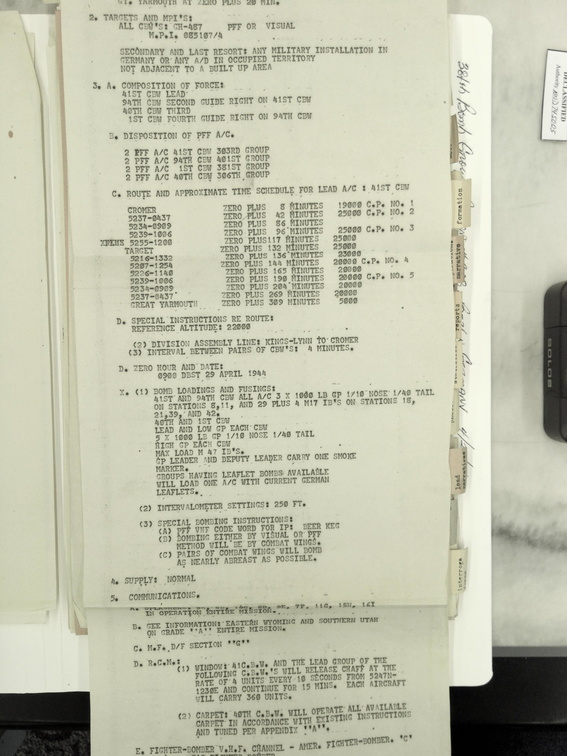 GT. YARMOUTH AT ZERO PLUS 20 MIN.
2. TARGETS AND MPI'S:
ALL CBW'S: GH-487 PFF OR VISUAL
M.P.I. 085107/4
SECONDARY AND LAST RESORT: ANY MILITARY INSTALLATION IN
GERMANY OR ANY A/D IN OCCUPIED TERRITORY
NOT ADJACENT TO A BUILT UP AREA
3. A. COMPOSITION OF FORCE:
41ST CBW LEAD
94TH CBW SECOND GUIDE RIGHT ON 41ST CBW
40TH CBW THIRD
1ST CBW FOURTH GUIDE RIGHT ON 94TH CBW
B. DISPOSITION OF PFF A/C.
2 PFF A/C 41ST CBW 303RD GROUP
2 PFF A/C 94TH CBW 401ST GROUP
2 PFF A/C 1ST CBW 381ST GROUP
2 PFF A/C 40TH CBW 306TH GROUP
C. ROUTE AND APPROXIMATE TIME SCHEDULE FOR LEAD A/C : 41ST CBW
CROMER ZERO PLUS 8 MINUTES 19000 C.P. NO. 1
5237-0437 ZERO PLUS 42 MINUTES 25000 C.P. NO. 2
5234-0909 ZERO PLUS 86 MINUTES
5239-1006 ZERO PLUS 96 MINUTES 25000 C.P. NO. 3
5255-1200 ZERO PLUS117 MINUTES 25000
TARGET ZERO PLUS 132 MINUTES 25000
5216-1332 ZERO PLUS 136 MINUTES 23000
5207-1254 ZERO PLUS 144 MINUTES 20000 C.P. NO. 4
5226-1140 ZERO PLUS 165 MINUTES 20000
5239-1006 ZERO PLUS 190 MINUTES 20000 C.P. NO. 5
5234-0909 ZERO PLUS 204 MINUTES 20000
5237-0437 ZERO PLUS 269 MINUTES 20000
GREAT YARMOUTH ZERO PLUS 309 MINUTES 5000
D. SPECIAL INSTRUCTIONS RE ROUTE:
REFERENCE ALTITUDE: 22000
(2) DIVISION ASSEMBLY LINE: KINGS-LYNN TO CROMER
(3) INTERVAL BETWEEN PAIRS OF CBW'S: 4 MINUTES.
D. ZERO HOUR AND DATE:
0900 DBST 29 APRIL 1944
X. (1) BOMB LOADINGS AND FUSINGS:
41ST AND 94TH CBW ALL A/C 3 X 1000 LB GP 1/10 NOSE 1/40 TAIL
ON STATIONS 8,11, AND 29 PLUS 4 M17 IB'S ON STATIONS 18,
21,39, AND 42.
40TH AND 1ST CBW
LEAD AND LOW GP EACH CBW
5 X 1000 LB GP 1/10 NOSE 1/40 TAIL
HIGH GP EACH CBW
MAX LOAD M 47 IB'S.
GP LEADER AND DEPUTY LEADER CARRY ONE SMOKE
MARKER.
GROUPS HAVING LEAFLET BOMBS AVAILABLE
WILL LOAD ONE A/C WITH CURRENT GERMAN
LEAFLETS.
(2) INTERVALOMETER SETTINGS: 250 FT.
(3) SPECIAL BOMBING INSTRUCTIONS:
(A) PFF VHF CODE WORD FOR IP: BEER KEG
(B) BOMBING EITHER BY VISUAL OR PFF
METHOD WILL BE BY COMBAT WINGS.
(C) PAIRS OF COMBAT WINGS WILL BOMB
AS NEARLY ABREAST AS POSSIBLE.
4. SUPPLY: NORMAL
5. COMMUNICATIONS.
IN OPERATION ENTIRE MISSION.
B. GEE INFORMATION: EASTERN WYOMING AND SOUTHERN UTAH
ON GRADE ''A'' ENTIRE MISSION.
C. M.F. D/F SECTION ''G''
D. R.C.M.:
(1) WINDOW: 41C.B.W. AND THE LEAD GROUP OF THE
FOLLOWING C.B.W.'S WILL RELEASE CHAFF AT THE
RATE OF 4 UNITS EVERY 10 SECONDS FROM 5247N-
1230E AND CONTINUE FOR 15 MINS. EACH AIRCRAFT
WILL CARRY 360 UNITS.
(2) CARPET: 40TH C.B.W. WILL OPERATE ALL AVAILABLE
CARPET IN ACCORDANCE WITH EXISTING INSTRUCTIONS
AND TUNED PER APPENDIX ''A''.
E. FIGHTER-BOMBER V.H.F. CHANNEL - AMER. FIGHTER-BOMBER. 'C'
DECLASSIFIED
formation
narrative
reports
lead
SOLOS